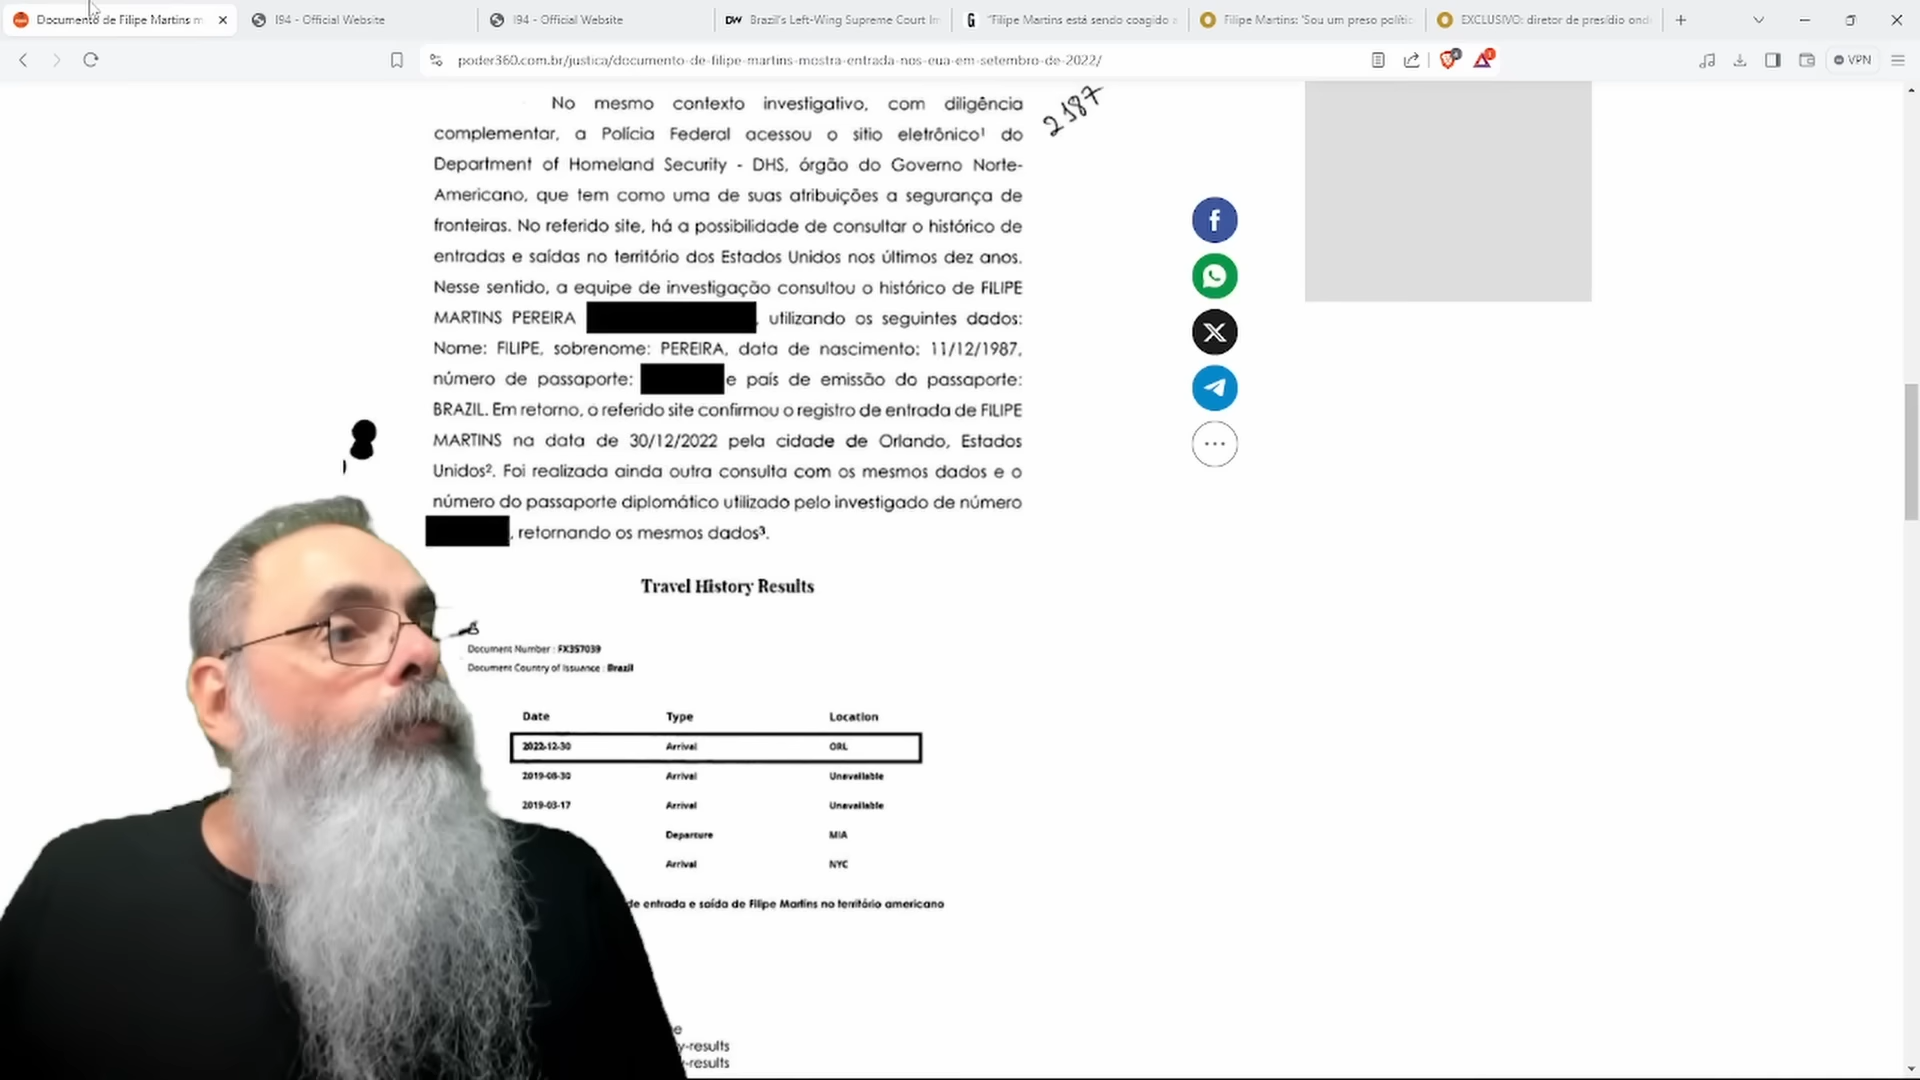 Documento de Filipe Martins m
I94 - Official Website
I94 - Official Website
DW Brazil's Left-Wing Supreme Court Im
G "Filipe Martins está sendo coagido a
Filipe Martins: 'Sou um preso polític
EXCLUSIVO: diretor de presídio ond
poder360.com.br/justica/documento-de-filipe-martins-mostra-entrada-nos-eua-em-setembro-de-2022/
VPN
No mesmo contexto investigativo, com diligência
complementar, a Polícia Federal acessou o sitio eletrônico¹ do
Department of Homeland Security - DHS, órgão do Governo Norte-
Americano, que tem como uma de suas atribuições a segurança de
fronteiras. No referido site, há a possibilidade de consultar o histórico de
entradas e saídas no território dos Estados Unidos nos últimos dez anos.
Nesse sentido, a equipe de investigação consultou o histórico de FILIPE
MARTINS PEREIRA , utilizando os seguintes dados:
Nome: FILIPE, sobrenome: PEREIRA, data de nascimento: 11/12/1987,
número de passaporte: e país de emissão do passaporte:
BRAZIL. Em retorno, o referido site confirmou o registro de entrada de FILIPE
MARTINS na data de 30/12/2022 pela cidade de Orlando, Estados
Unidos². Foi realizada ainda outra consulta com os mesmos dados e o
número do passaporte diplomático utilizado pelo investigado de número
, retornando os mesmos dados³.
2187
Travel History Results
Document Number : FX357039
Document Country of Issuance : Brazil
Date Type Location
2022-12-30 Arrival ORL
2019-08-30 Arrival Unavailable
2019-03-17 Arrival Unavailable
Departure MIA
Arrival NYC
de entrada e saída de Filipe Martins no território americano
e
y-results
y-results